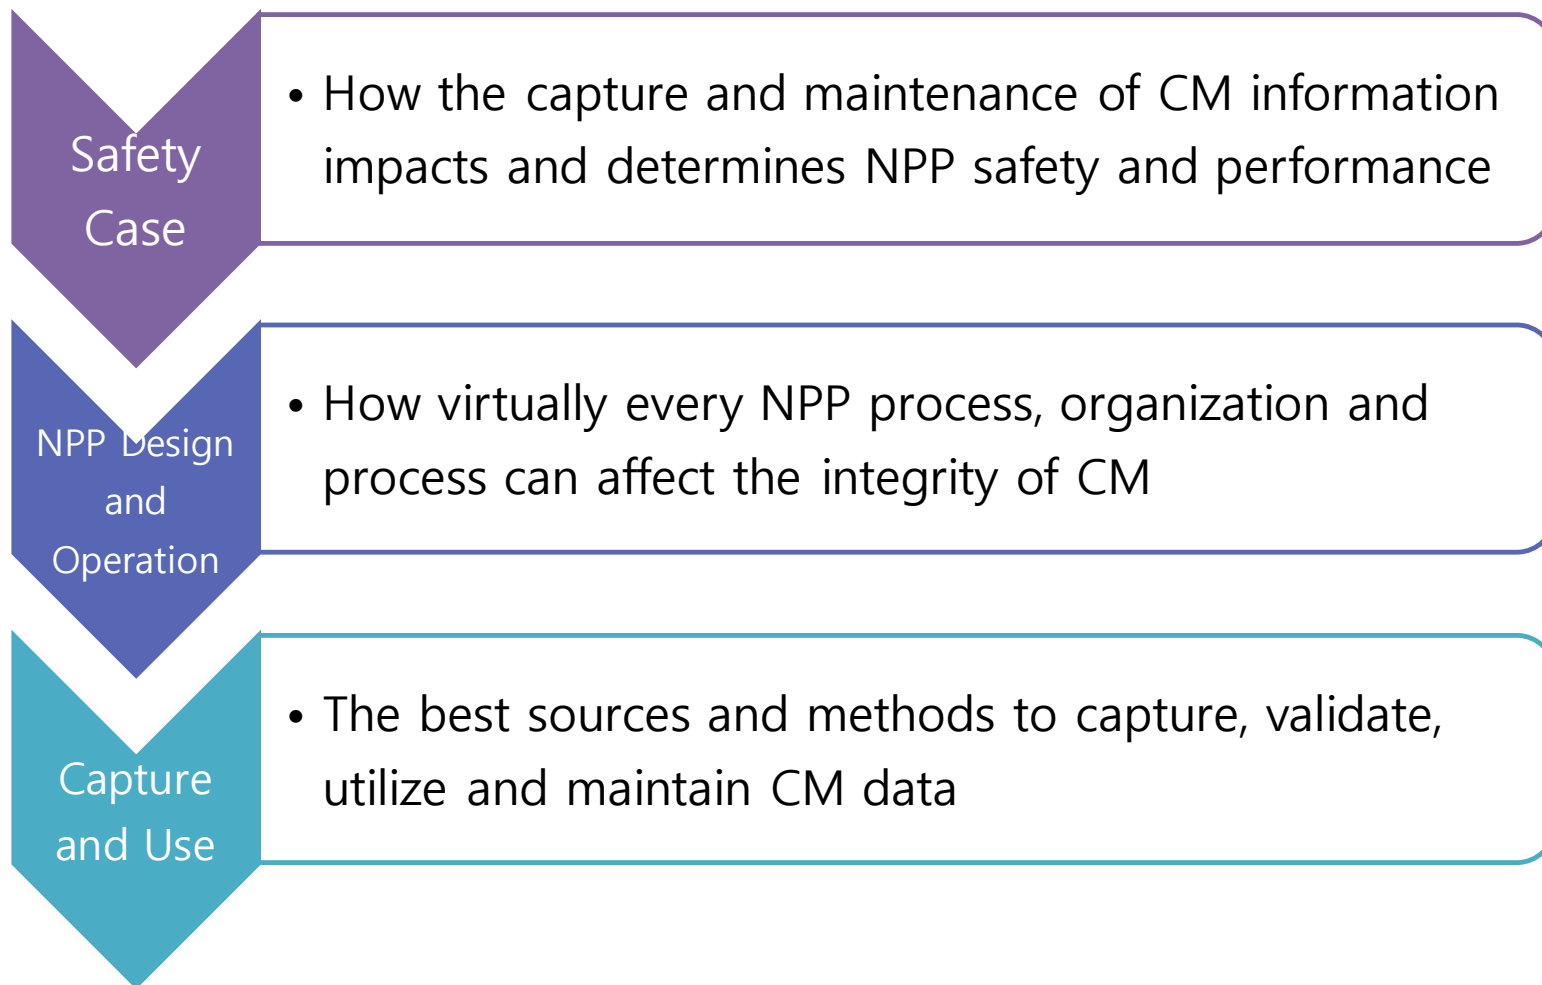 Safety
Case
• How the capture and maintenance of CM information
impacts and determines NPP safety and performance
NPP Design
and
Operation
• How virtually every NPP process, organization and
process can affect the integrity of CM
Capture
and Use
• The best sources and methods to capture, validate,
utilize and maintain CM data